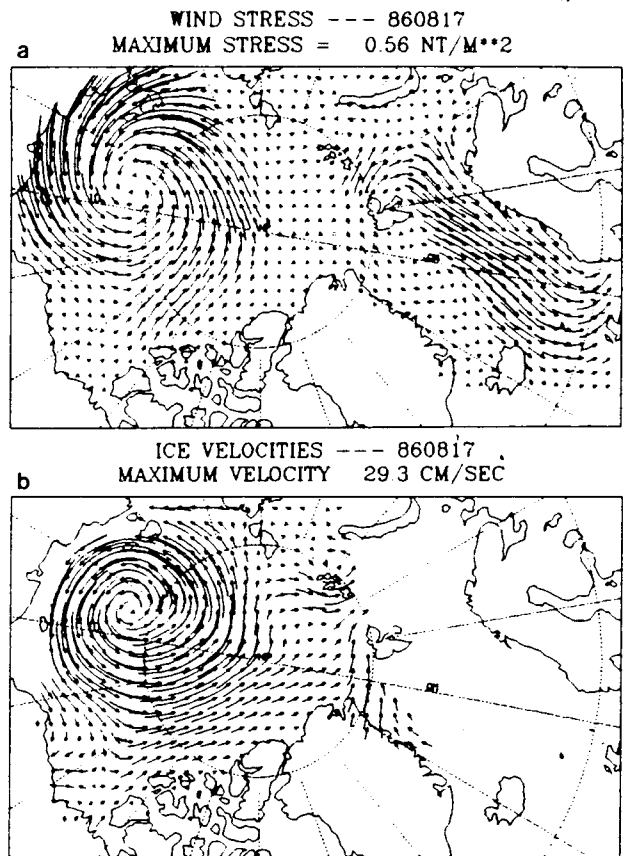 WIND STRESS --- 860817
a
MAXIMUM STRESS = 0.56 NT/M**2
ICE VELOCITIES --- 860817
b
MAXIMUM VELOCITY 29.3 CM/SEC